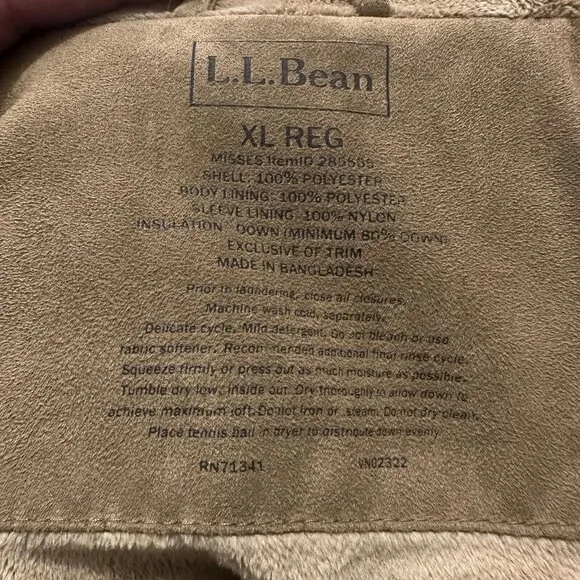 L.L.Bean
XL REG
MISSES ItemID 285585
SHELL: 100% POLYESTER
BODY LINING: 100% POLYESTER
SLEEVE LINING: 100% NYLON
INSULATION: DOWN (MINIMUM 80% DOWN)
EXCLUSIVE OF TRIM
MADE IN BANGLADESH
Prior to laundering, close all closures.
Machine wash cold, separately.
Delicate cycle. Mild detergent. Do not bleach or use
fabric softener. Recommended additional final rinse cycle.
Squeeze firmly or press out as much moisture as possible.
Tumble dry low. Inside out. Dry thoroughly to allow down to
achieve maximum loft. Do not iron or steam. Do not dry clean.
Place tennis ball in dryer to distribute down evenly
RN71341 VN02322